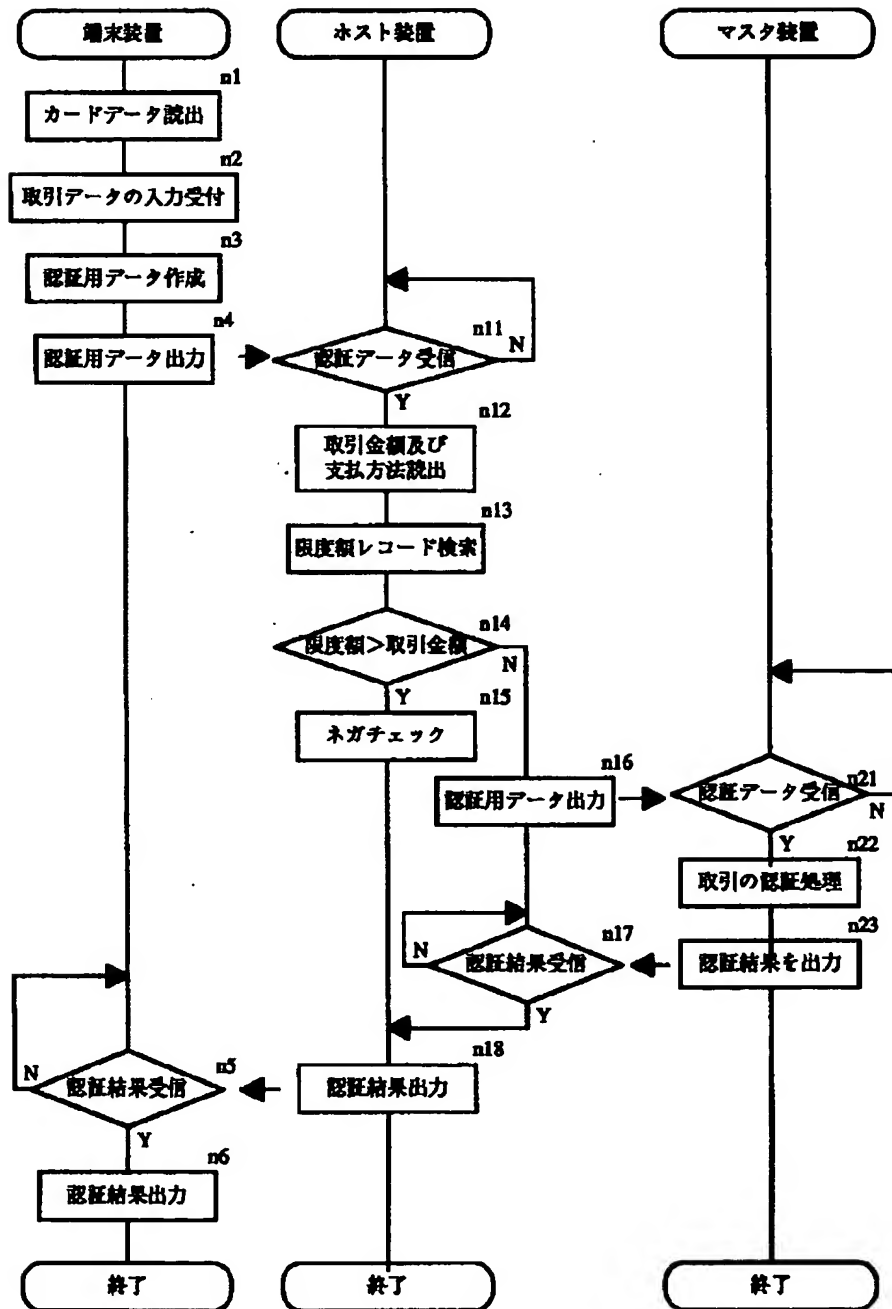 端末装置
ホスト装置
マスタ装置
n1
カードデータ読出
n2
取引データの入力受付
n3
認証用データ作成
n4
認証用データ出力
n11
認証データ受信
N
Y
n12
取引金額及び
支払方法読出
n13
限度額レコード検索
n14
限度額>取引金額
N
Y
n15
ネガチェック
n16
認証用データ出力
n21
認証データ受信
N
Y
n22
取引の認証処理
n23
認証結果を出力
n17
認証結果受信
N
Y
n18
認証結果出力
n5
認証結果受信
N
Y
n6
認証結果出力
終了
終了
終了